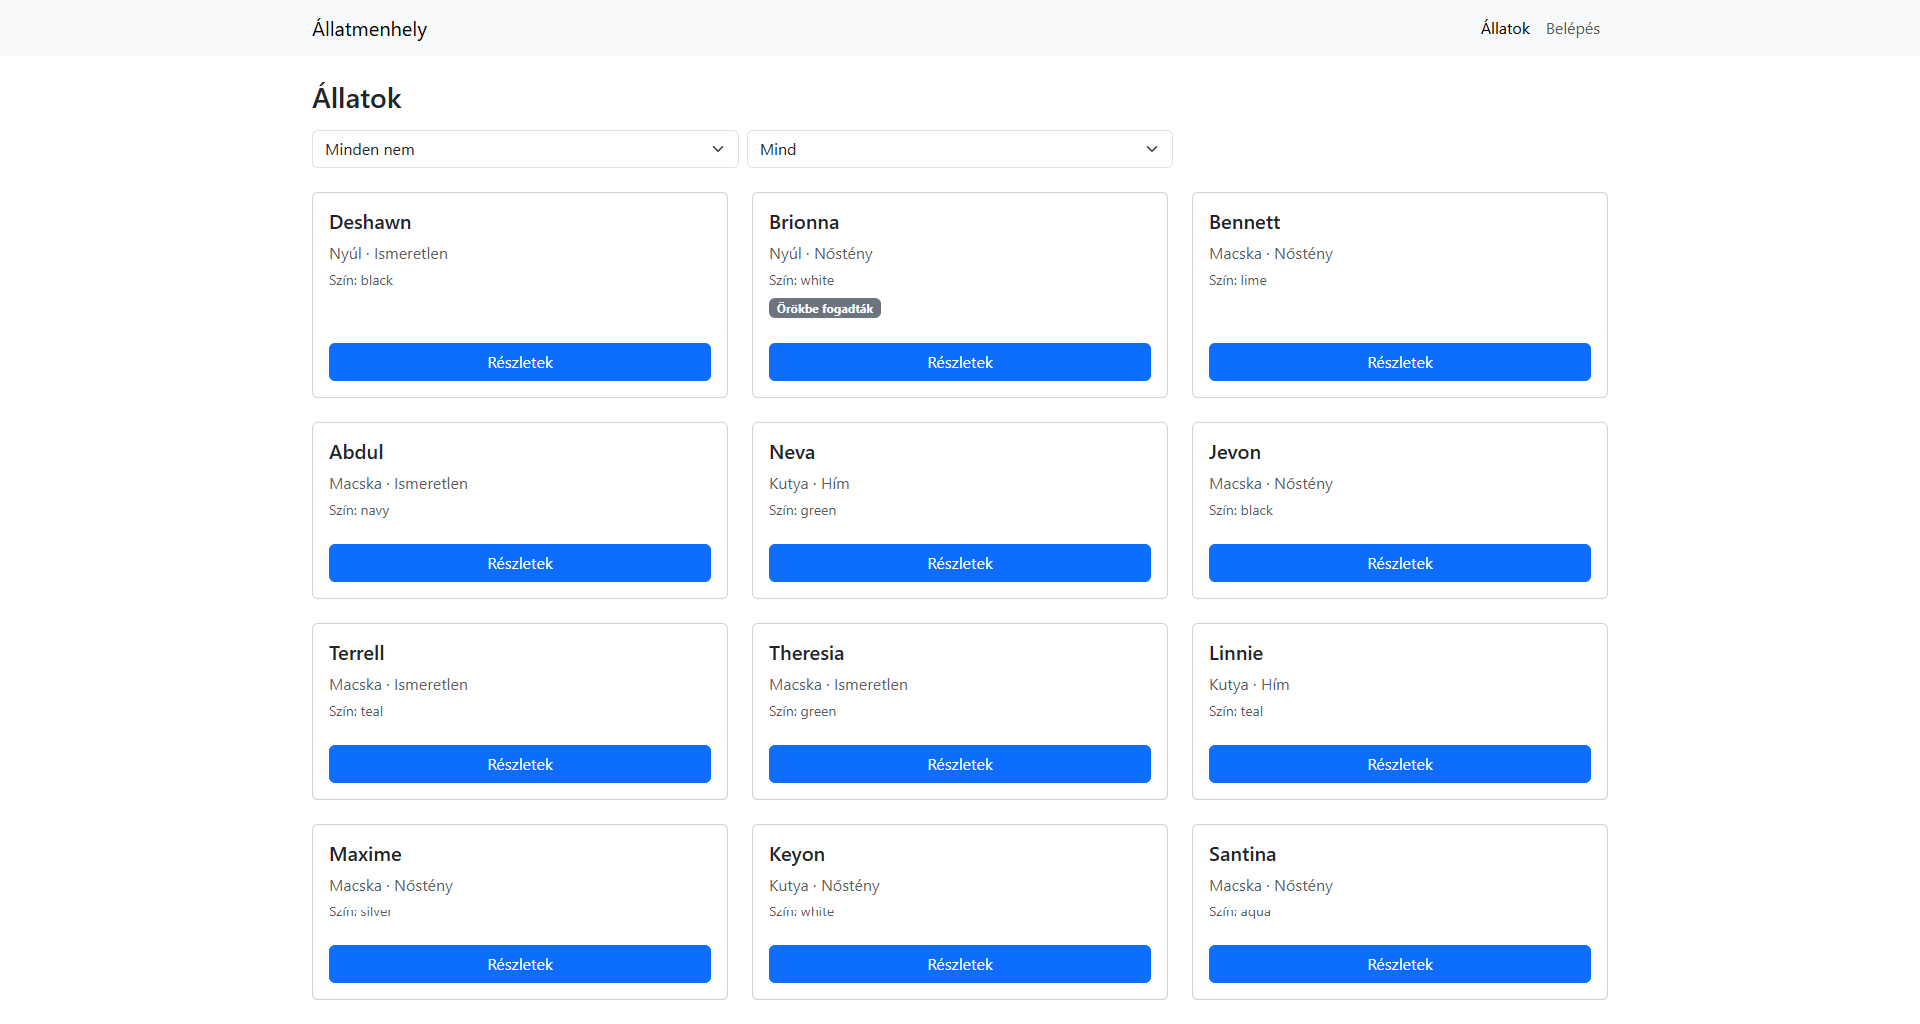 Állatmenhely
Állatok Belépés
Állatok
Minden nem
Mind
Deshawn
Nyúl · Ismeretlen
Szín: black
Részletek
Brionna
Nyúl · Nőstény
Szín: white
Örökbe fogadták
Részletek
Bennett
Macska · Nőstény
Szín: lime
Részletek
Abdul
Macska · Ismeretlen
Szín: navy
Részletek
Neva
Kutya · Hím
Szín: green
Részletek
Jevon
Macska · Nőstény
Szín: black
Részletek
Terrell
Macska · Ismeretlen
Szín: teal
Részletek
Theresia
Macska · Ismeretlen
Szín: green
Részletek
Linnie
Kutya · Hím
Szín: teal
Részletek
Maxime
Macska · Nőstény
Szín: silver
Részletek
Keyon
Kutya · Nőstény
Szín: white
Részletek
Santina
Macska · Nőstény
Szín: aqua
Részletek